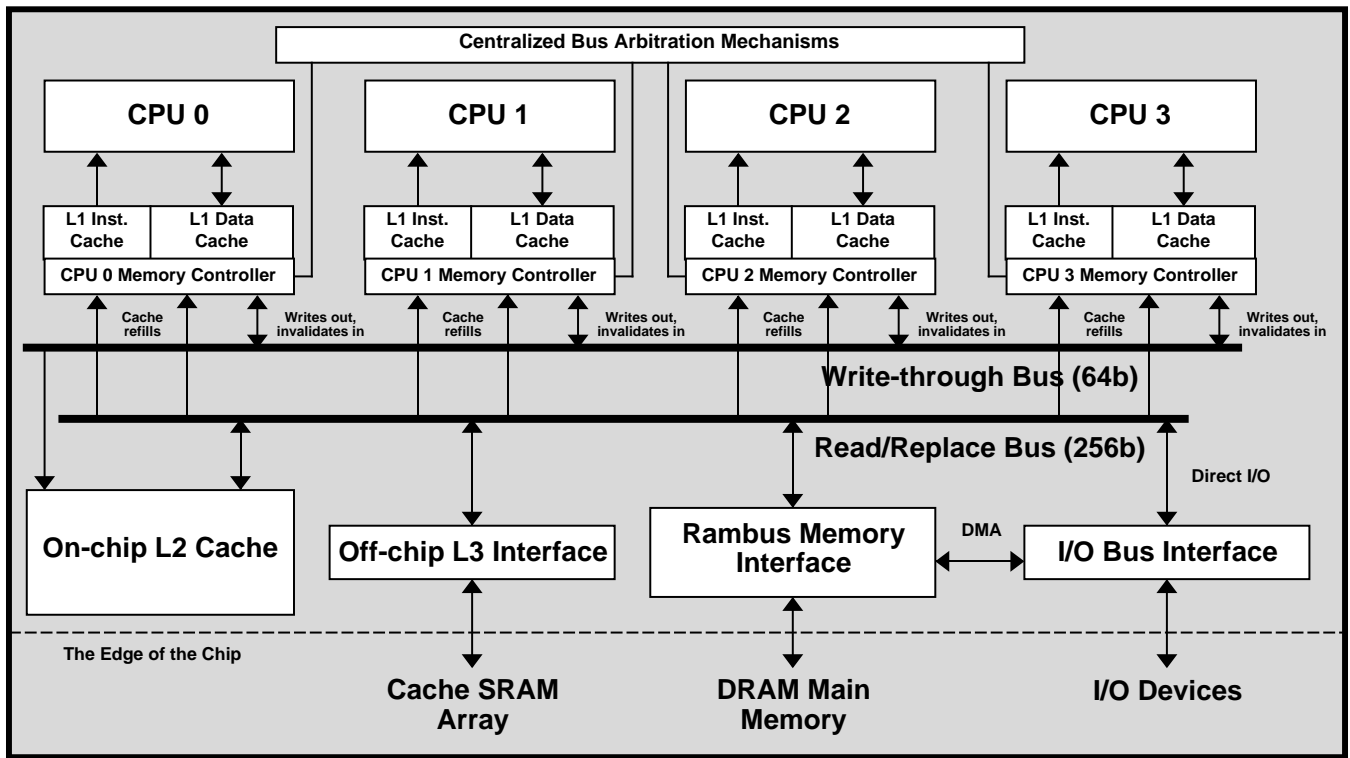 Centralized Bus Arbitration Mechanisms
CPU 0
CPU 1
CPU 2
CPU 3
L1 Inst.
Cache
L1 Data
Cache
L1 Inst.
Cache
L1 Data
Cache
L1 Inst.
Cache
L1 Data
Cache
L1 Inst.
Cache
L1 Data
Cache
CPU 0 Memory Controller
CPU 1 Memory Controller
CPU 2 Memory Controller
CPU 3 Memory Controller
Cache
refills
Writes out,
invalidates in
Cache
refills
Writes out,
invalidates in
Cache
refills
Writes out,
invalidates in
Cache
refills
Writes out,
invalidates in
Write-through Bus (64b)
Read/Replace Bus (256b)
Direct I/O
On-chip L2 Cache
Off-chip L3 Interface
Rambus Memory
Interface
DMA
I/O Bus Interface
The Edge of the Chip
Cache SRAM
Array
DRAM Main
Memory
I/O Devices